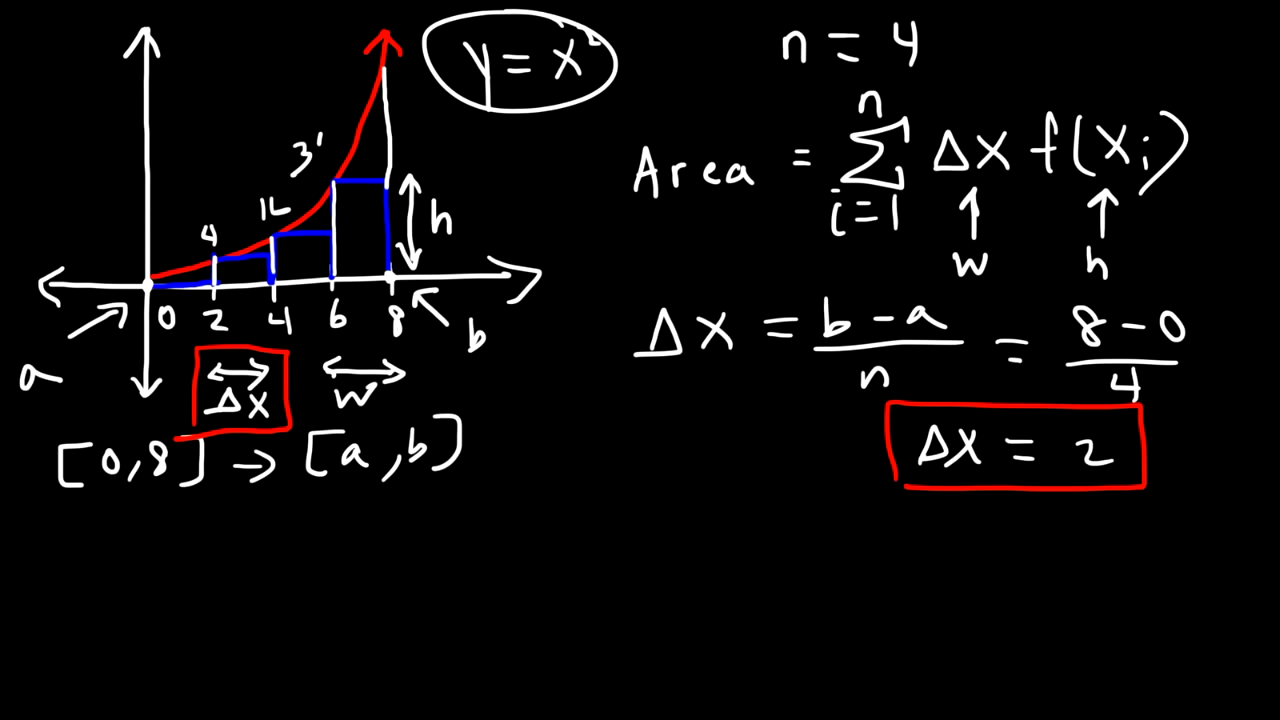 y = x²
n = 4
Area = n ∑ i=1 Δx f(xᵢ)
w h
3'
12
4
h
0 2 4 6 8
a b
Δx w
[0,8] → [a,b]
Δx = b-a / n = 8-0 / 4
Δx = 2